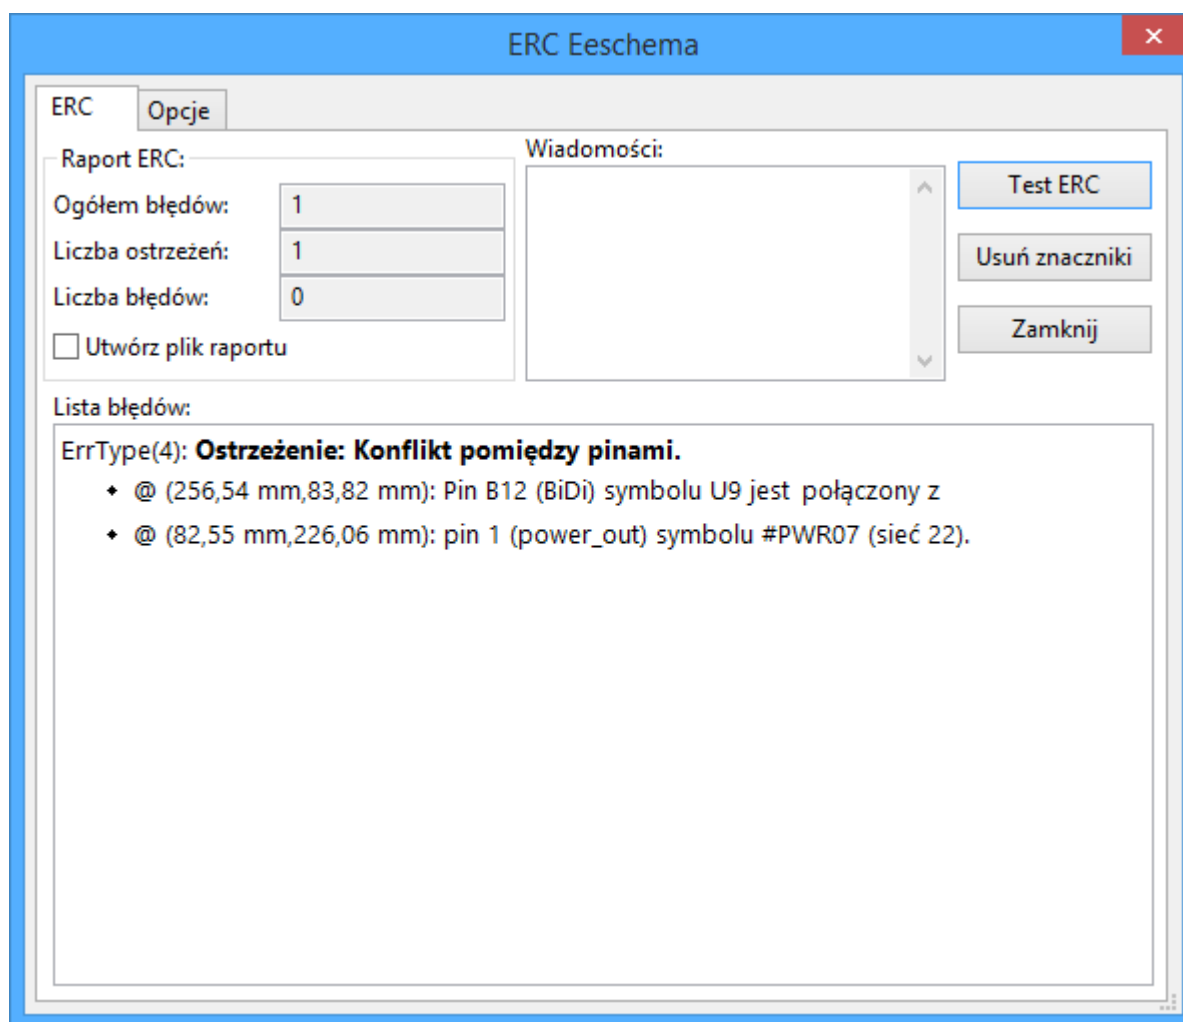 ERC Eeschema
ERC
Opcje
Raport ERC:
Ogółem błędów: 1
Liczba ostrzeżeń: 1
Liczba błędów: 0
Utwórz plik raportu
Wiadomości:
Test ERC
Usuń znaczniki
Zamknij
Lista błędów:
ErrType(4): Ostrzeżenie: Konflikt pomiędzy pinami.
@ (256,54 mm,83,82 mm): Pin B12 (BiDi) symbolu U9 jest połączony z
@ (82,55 mm,226,06 mm): pin 1 (power_out) symbolu #PWR07 (sieć 22).